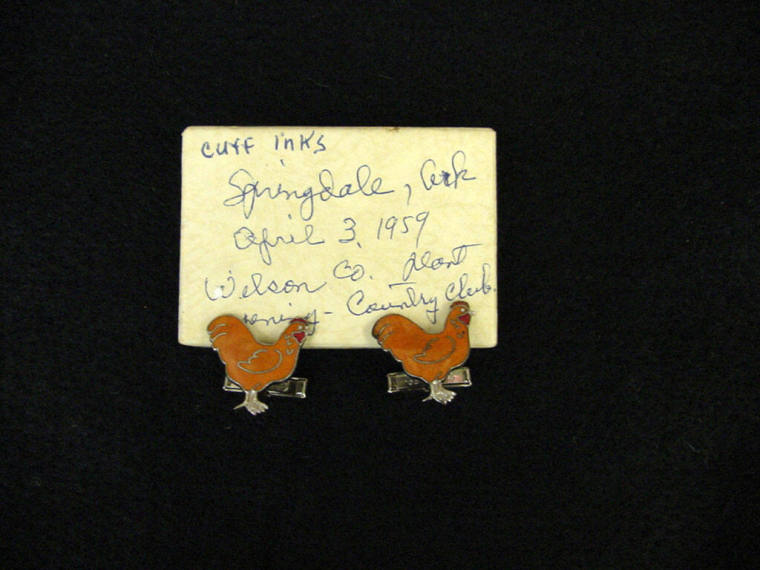 cuff inks
Springdale, Ark
April 3, 1959
Wilson Co. plant
Country Club.